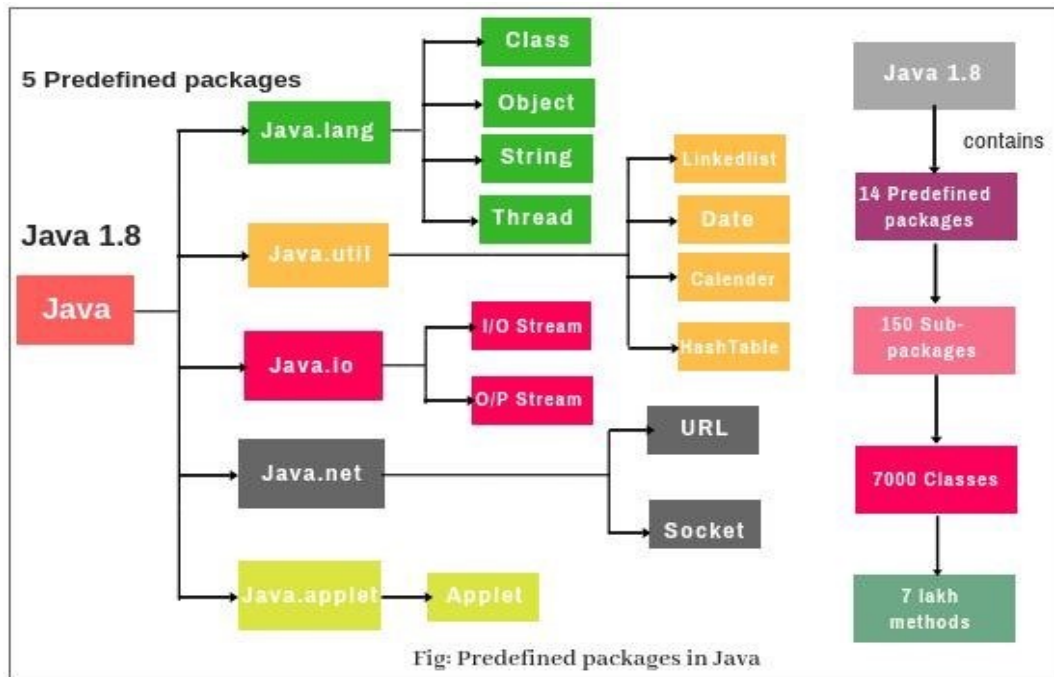 5 Predefined packages
Java 1.8
Java
Java.lang
Class
Object
String
Thread
Java.util
Linkedlist
Date
Calender
HashTable
Java.io
I/O Stream
O/P Stream
Java.net
URL
Socket
Java.applet
Applet
Java 1.8
contains
14 Predefined
packages
150 Sub-
packages
7000 Classes
7 lakh
methods
Fig: Predefined packages in Java